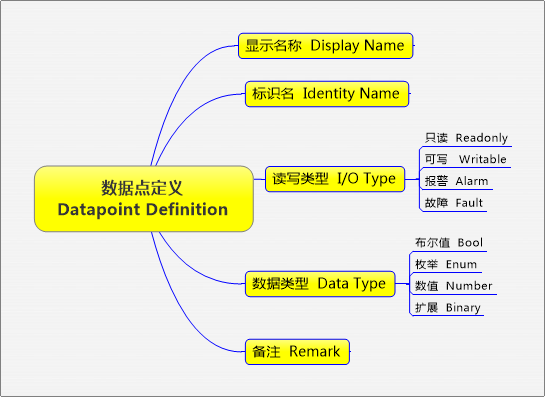 显示名称 Display Name
标识名 Identity Name
数据点定义
Datapoint Definition
读写类型 I/O Type
只读 Readonly
可写 Writable
报警 Alarm
故障 Fault
数据类型 Data Type
布尔值 Bool
枚举 Enum
数值 Number
扩展 Binary
备注 Remark